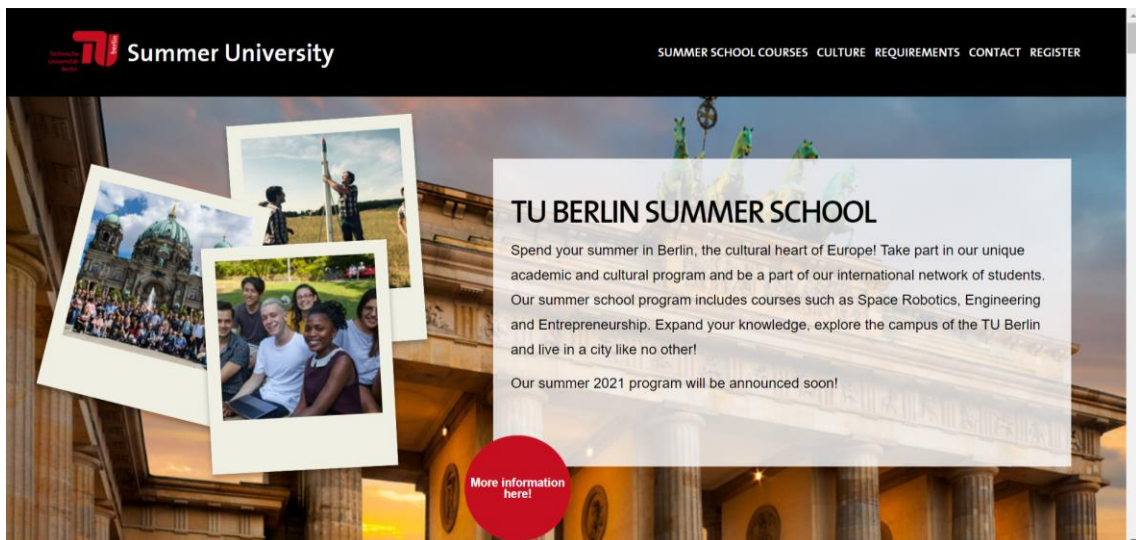 Technische
Universität
Berlin
berlin
Summer University
SUMMER SCHOOL COURSES CULTURE REQUIREMENTS CONTACT REGISTER
TU BERLIN SUMMER SCHOOL
Spend your summer in Berlin, the cultural heart of Europe! Take part in our unique
academic and cultural program and be a part of our international network of students.
Our summer school program includes courses such as Space Robotics, Engineering
and Entrepreneurship. Expand your knowledge, explore the campus of the TU Berlin
and live in a city like no other!
Our summer 2021 program will be announced soon!
More information
here!